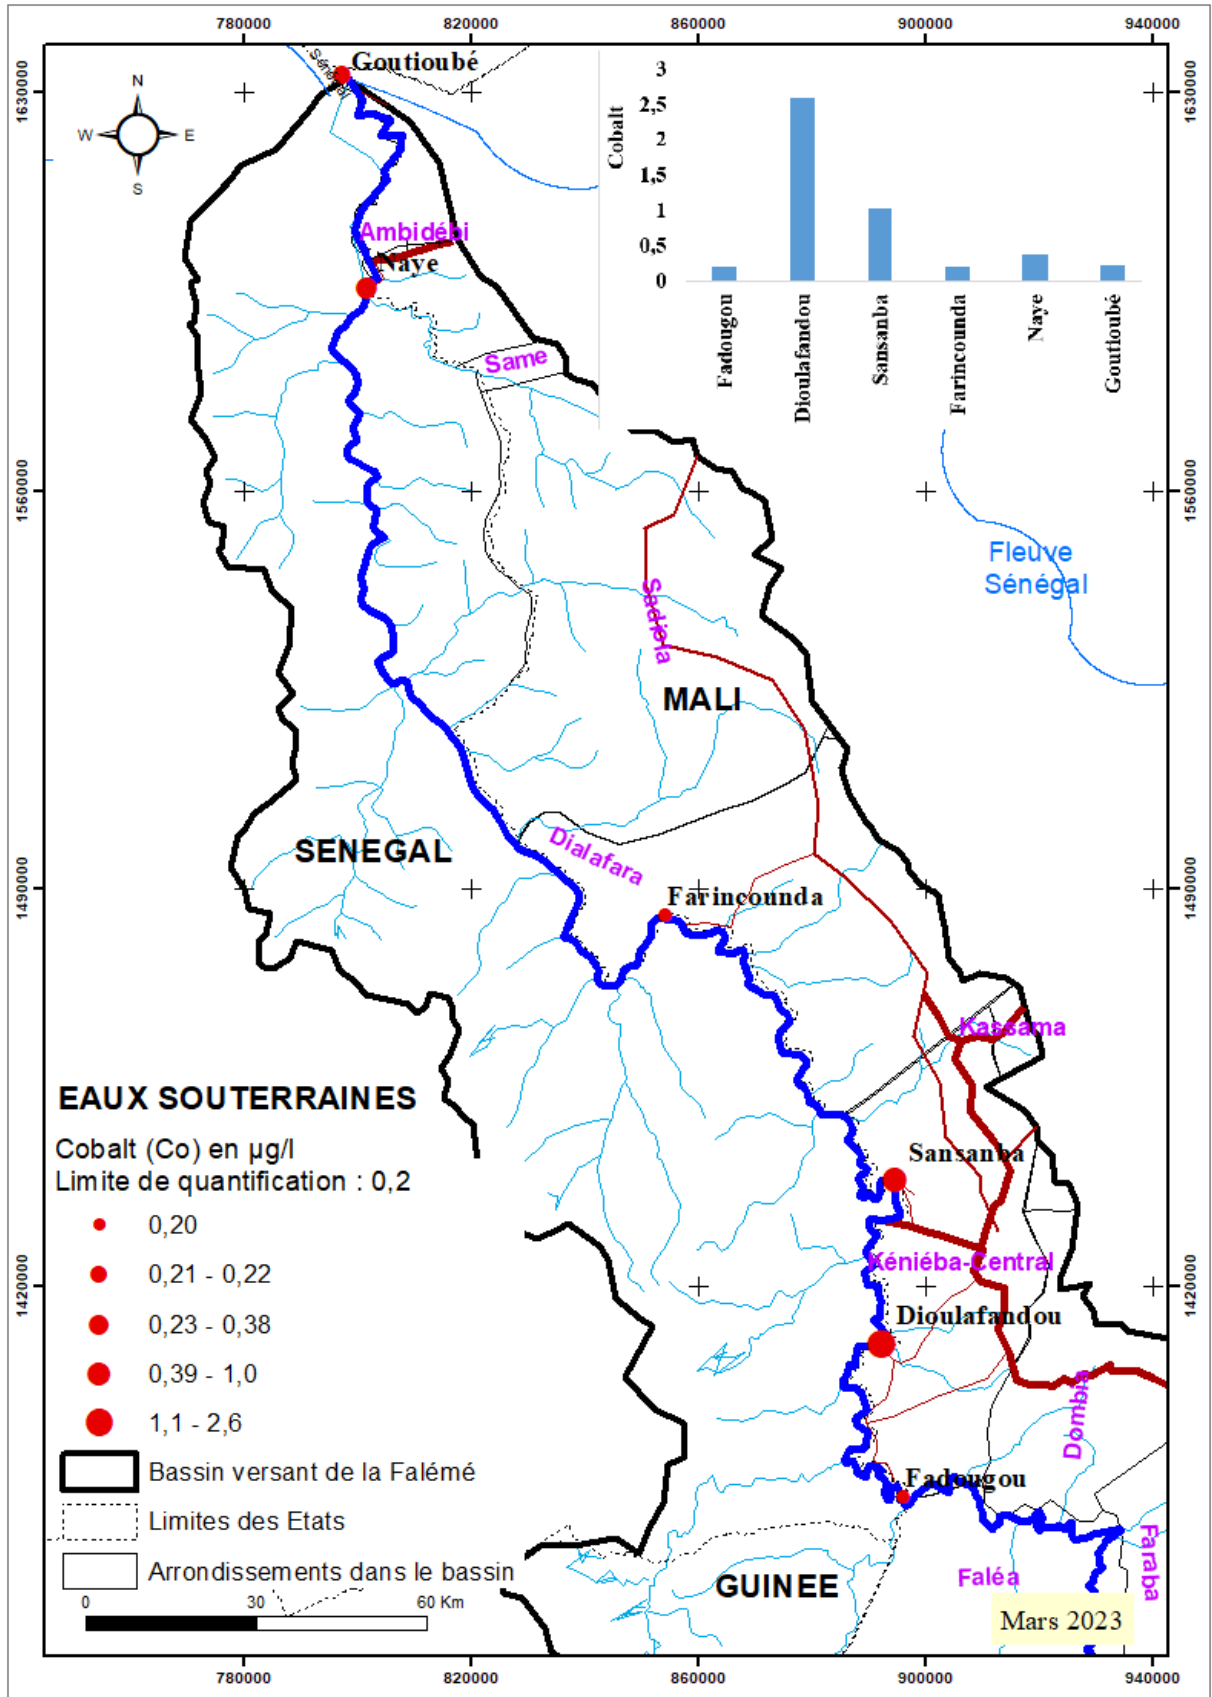 780000
820000
860000
900000
940000
1630000
1560000
1490000
1420000
1630000
1560000
1490000
1420000
N
W
E
S
Sénégal
Goutioubé
Ambidébi
Naye
Same
3
2,5
2
1,5
1
0,5
0
Cobalt
Fadougou
Dioulafandou
Sansanba
Farincounda
Naye
Goutioubé
Fleuve
Sénégal
Sadiola
MALI
SENEGAL
Dialafara
Farincounda
Kassama
Sansanba
Kéniéba-Central
Dioulafandou
Dombia
Fadougou
Faléa
Faraba
GUINEE
EAUX SOUTERRAINES
Cobalt (Co) en µg/l
Limite de quantification : 0,2
0,20
0,21 - 0,22
0,23 - 0,38
0,39 - 1,0
1,1 - 2,6
Bassin versant de la Falémé
Limites des Etats
Arrondissements dans le bassin
0
30
60 Km
Mars 2023
780000
820000
860000
900000
940000